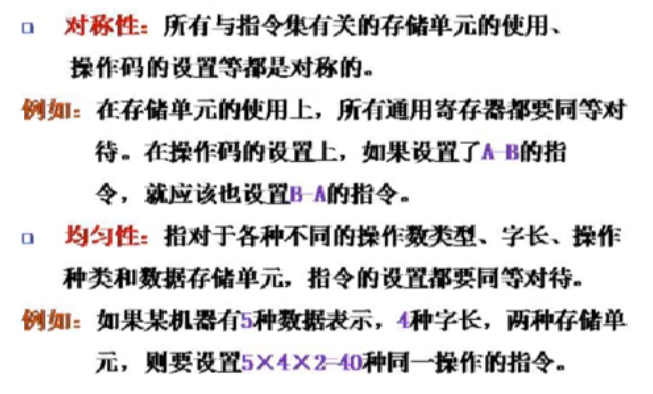 对称性：所有与指令集有关的存储单元的使用、
操作码的设置等都是对称的。
例如：在存储单元的使用上，所有通用寄存器都要同等对
待。在操作码的设置上，如果设置了A-B的指
令，就应该也设置B-A的指令。
均匀性：指对于各种不同的操作数类型、字长、操作
种类和数据存储单元，指令的设置都要同等对待。
例如：如果某机器有5种数据表示，4种字长，两种存储单
元，则要设置5×4×2=40种同一操作的指令。